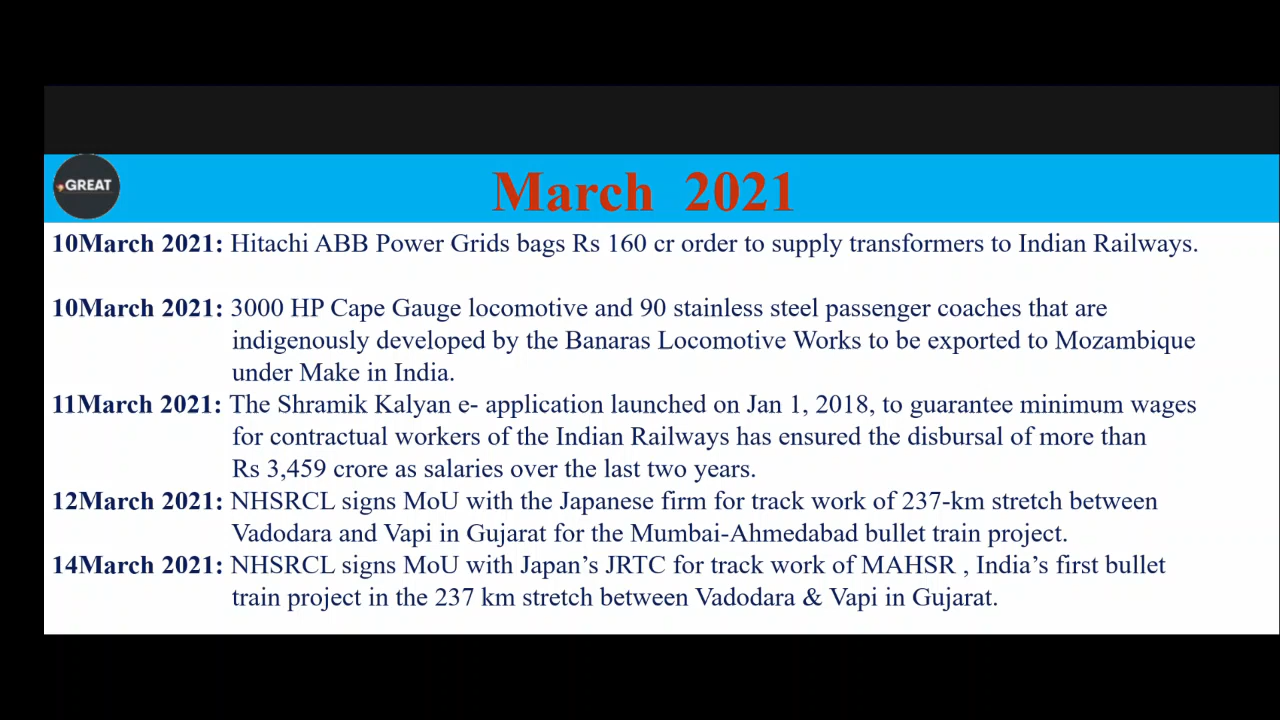 GREAT
March 2021
10March 2021: Hitachi ABB Power Grids bags Rs 160 cr order to supply transformers to Indian Railways.
10March 2021: 3000 HP Cape Gauge locomotive and 90 stainless steel passenger coaches that are
indigenously developed by the Banaras Locomotive Works to be exported to Mozambique
under Make in India.
11March 2021: The Shramik Kalyan e- application launched on Jan 1, 2018, to guarantee minimum wages
for contractual workers of the Indian Railways has ensured the disbursal of more than
Rs 3,459 crore as salaries over the last two years.
12March 2021: NHSRCL signs MoU with the Japanese firm for track work of 237-km stretch between
Vadodara and Vapi in Gujarat for the Mumbai-Ahmedabad bullet train project.
14March 2021: NHSRCL signs MoU with Japan’s JRTC for track work of MAHSR , India’s first bullet
train project in the 237 km stretch between Vadodara & Vapi in Gujarat.